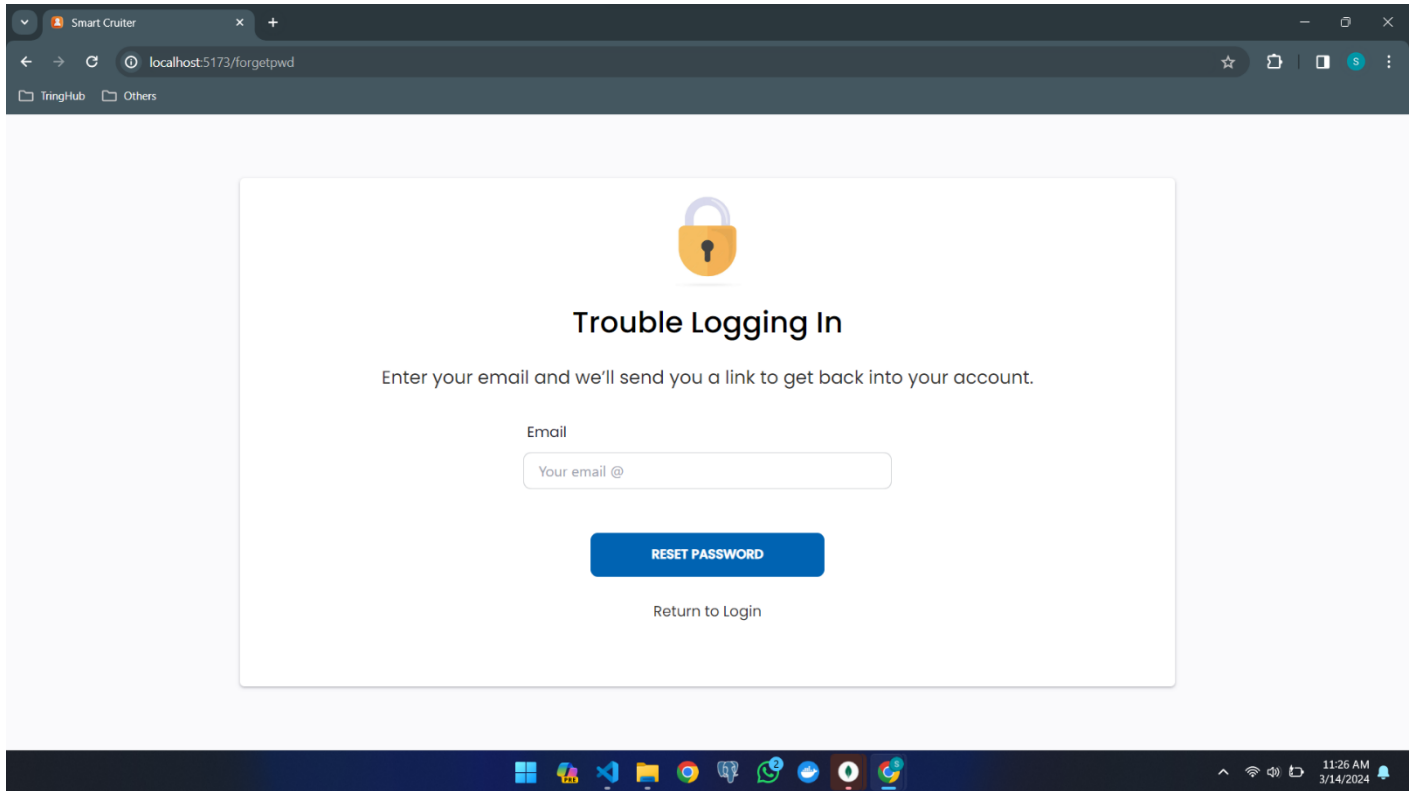 Smart Cruiter
localhost:5173/forgetpwd
S
TringHub Others
Trouble Logging In
Enter your email and we’ll send you a link to get back into your account.
Email
Your email @
RESET PASSWORD
Return to Login
PRE
2
S
11:26 AM
3/14/2024